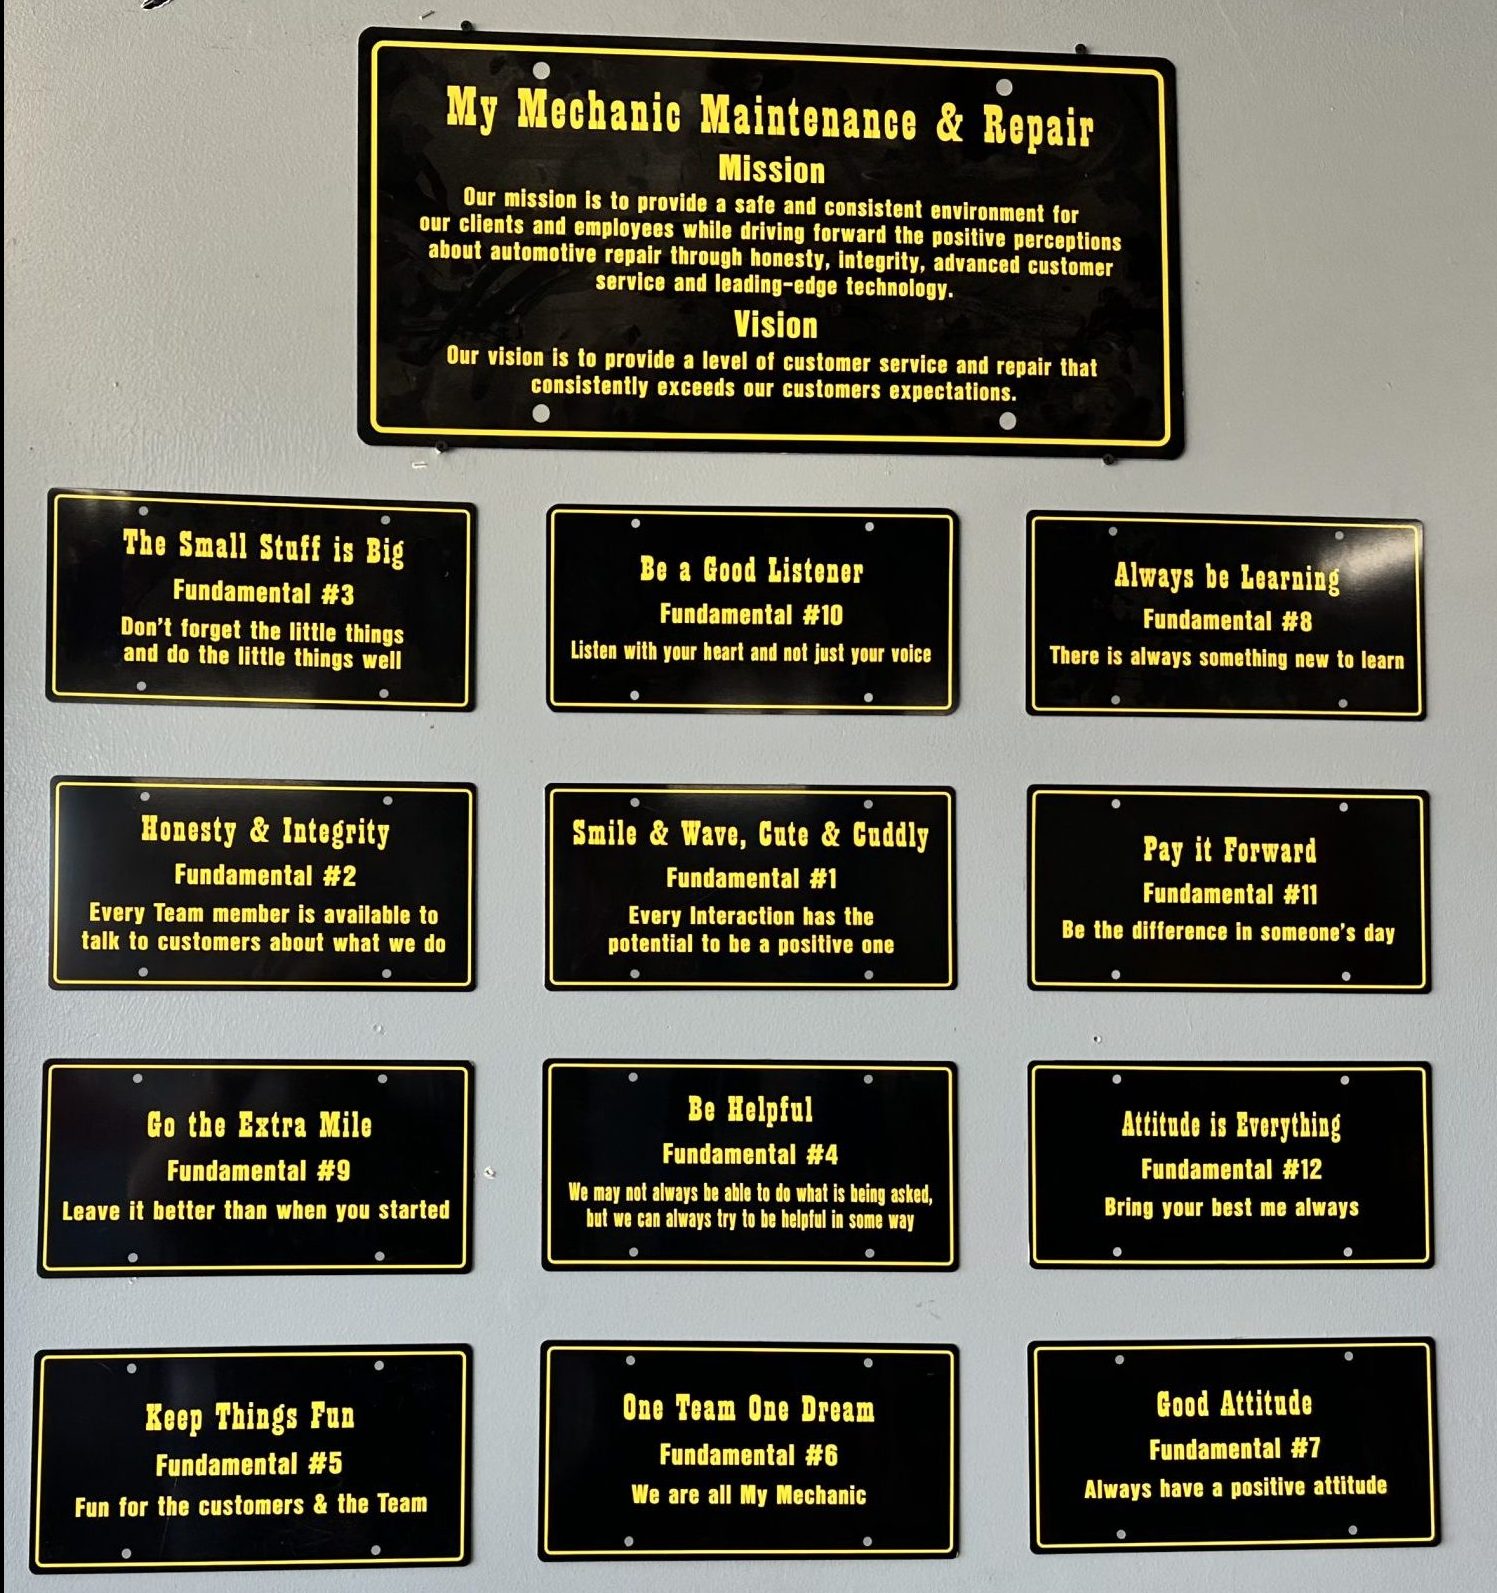 My Mechanic Maintenance & Repair
Mission
Our mission is to provide a safe and consistent environment for
our clients and employees while driving forward the positive perceptions
about automotive repair through honesty, integrity, advanced customer
service and leading-edge technology.
Vision
Our vision is to provide a level of customer service and repair that
consistently exceeds our customers expectations.
The Small Stuff is Big
Fundamental #3
Don't forget the little things
and do the little things well
Be a Good Listener
Fundamental #10
Listen with your heart and not just your voice
Always be Learning
Fundamental #8
There is always something new to learn
Honesty & Integrity
Fundamental #2
Every Team member is available to
talk to customers about what we do
Smile & Wave, Cute & Cuddly
Fundamental #1
Every Interaction has the
potential to be a positive one
Pay it Forward
Fundamental #11
Be the difference in someone's day
Go the Extra Mile
Fundamental #9
Leave it better than when you started
Be Helpful
Fundamental #4
We may not always be able to do what is being asked,
but we can always try to be helpful in some way
Attitude is Everything
Fundamental #12
Bring your best me always
Keep Things Fun
Fundamental #5
Fun for the customers & the Team
One Team One Dream
Fundamental #6
We are all My Mechanic
Good Attitude
Fundamental #7
Always have a positive attitude